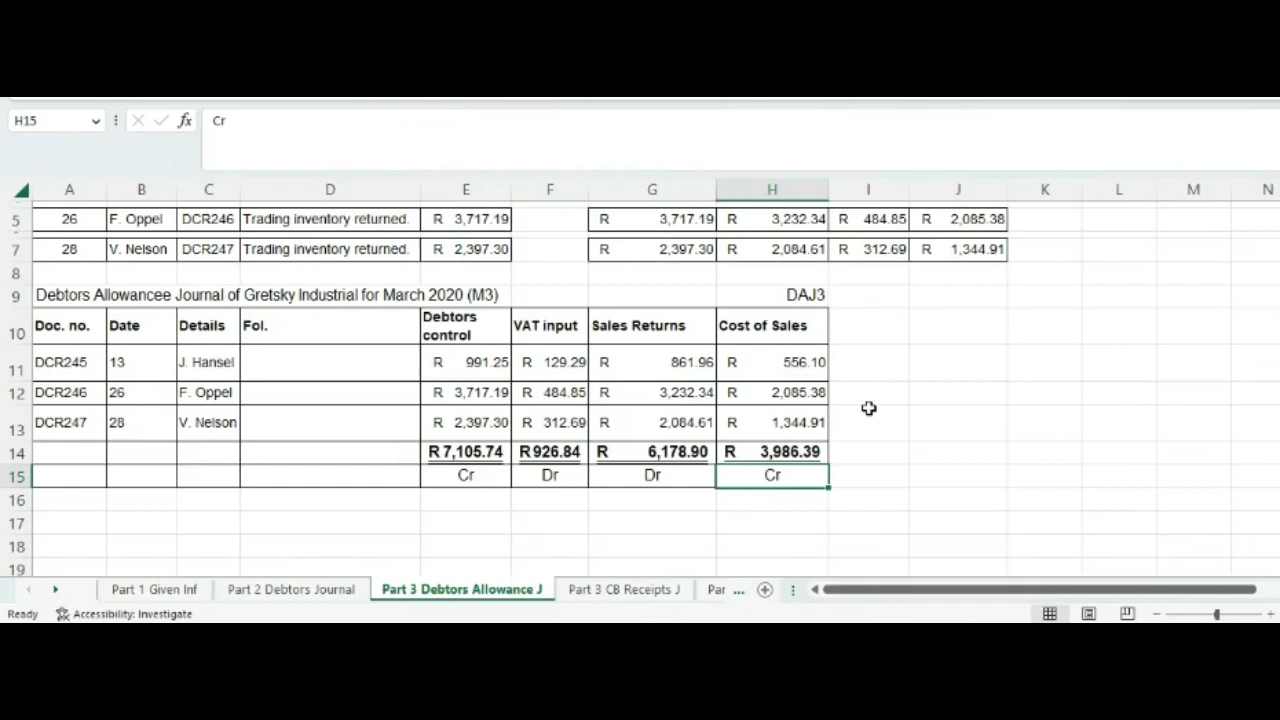 H15 fx Cr
A B C D E F G H I J K L M N
5 26 F. Oppel DCR246 Trading inventory returned. R 3,717.19 R 3,717.19 R 3,232.34 R 484.85 R 2,085.38
7 28 V. Nelson DCR247 Trading inventory returned. R 2,397.30 R 2,397.30 R 2,084.61 R 312.69 R 1,344.91
8
9 Debtors Allowancee Journal of Gretsky Industrial for March 2020 (M3) DAJ3
10 Doc. no. Date Details Fol. Debtors control VAT input Sales Returns Cost of Sales
11 DCR245 13 J. Hansel R 991.25 R 129.29 R 861.96 R 556.10
12 DCR246 26 F. Oppel R 3,717.19 R 484.85 R 3,232.34 R 2,085.38
13 DCR247 28 V. Nelson R 2,397.30 R 312.69 R 2,084.61 R 1,344.91
14 R 7,105.74 R 926.84 R 6,178.90 R 3,986.39
15 Cr Dr Dr Cr
16
17
18
19
Part 1 Given Inf Part 2 Debtors Journal Part 3 Debtors Allowance J Part 3 CB Receipts J Par ...
Ready Accessibility: Investigate